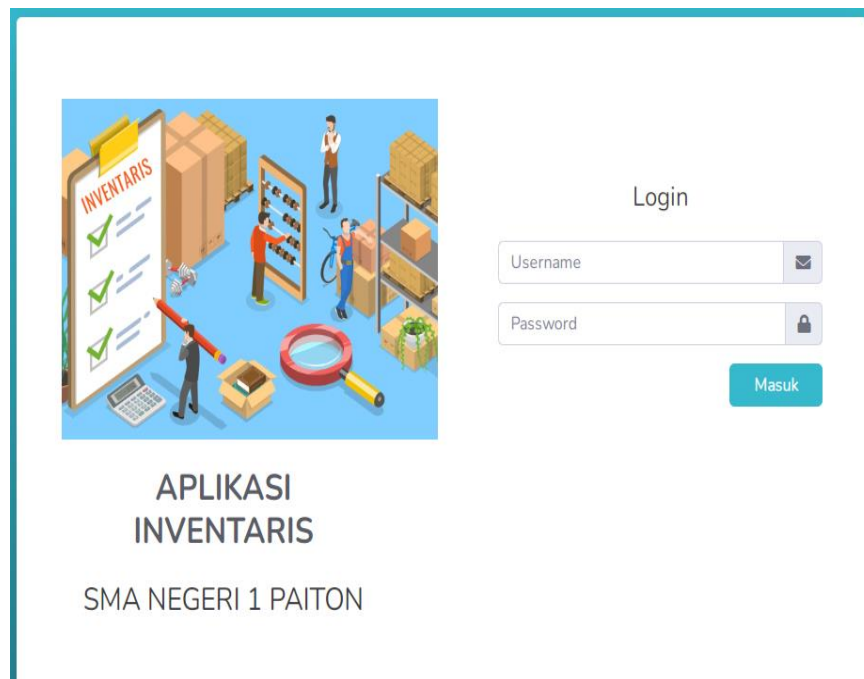 INVENTARIS
APLIKASI
INVENTARIS
SMA NEGERI 1 PAITON
Login
Username
Password
Masuk